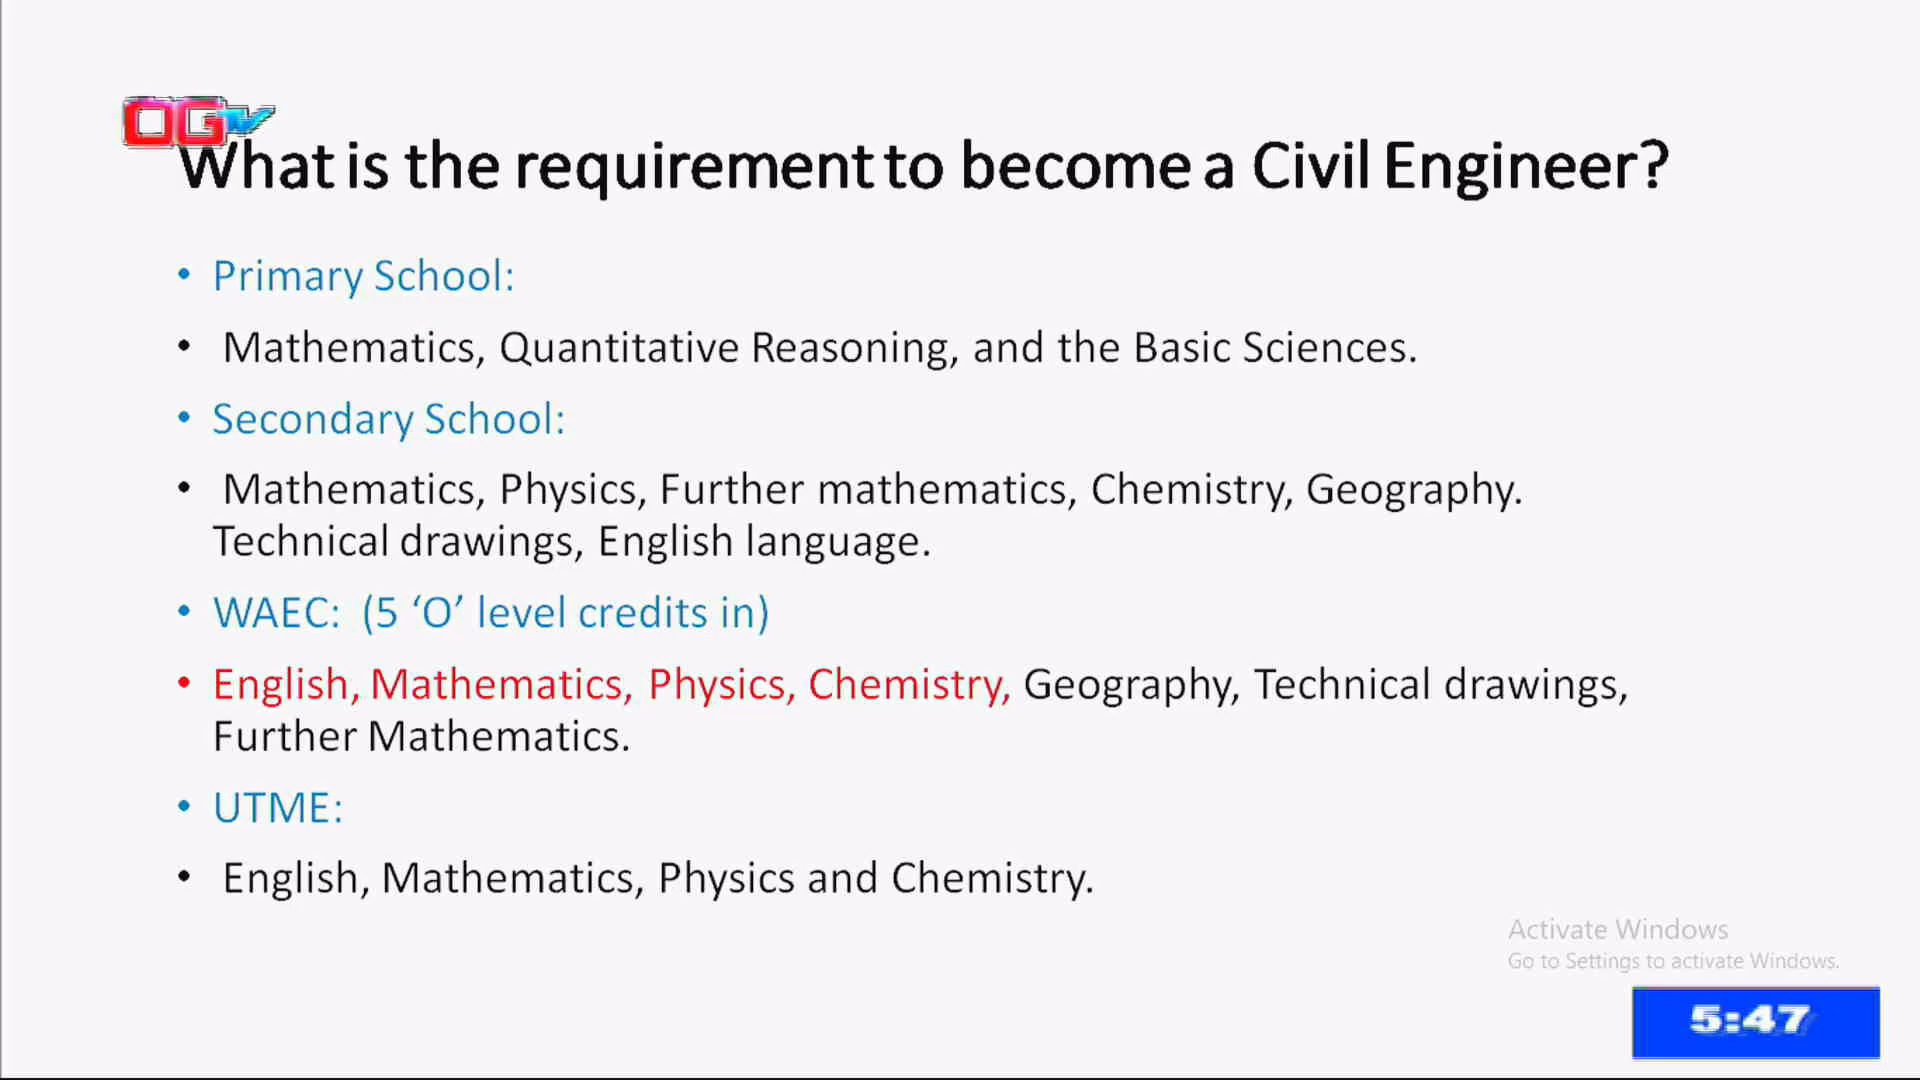 OGTV
What is the requirement to become a Civil Engineer?
• Primary School:
• Mathematics, Quantitative Reasoning, and the Basic Sciences.
• Secondary School:
• Mathematics, Physics, Further mathematics, Chemistry, Geography.
Technical drawings, English language.
• WAEC: (5 ‘O’ level credits in)
• English, Mathematics, Physics, Chemistry, Geography, Technical drawings,
Further Mathematics.
• UTME:
• English, Mathematics, Physics and Chemistry.
Activate Windows
Go to Settings to activate Windows.
5:47